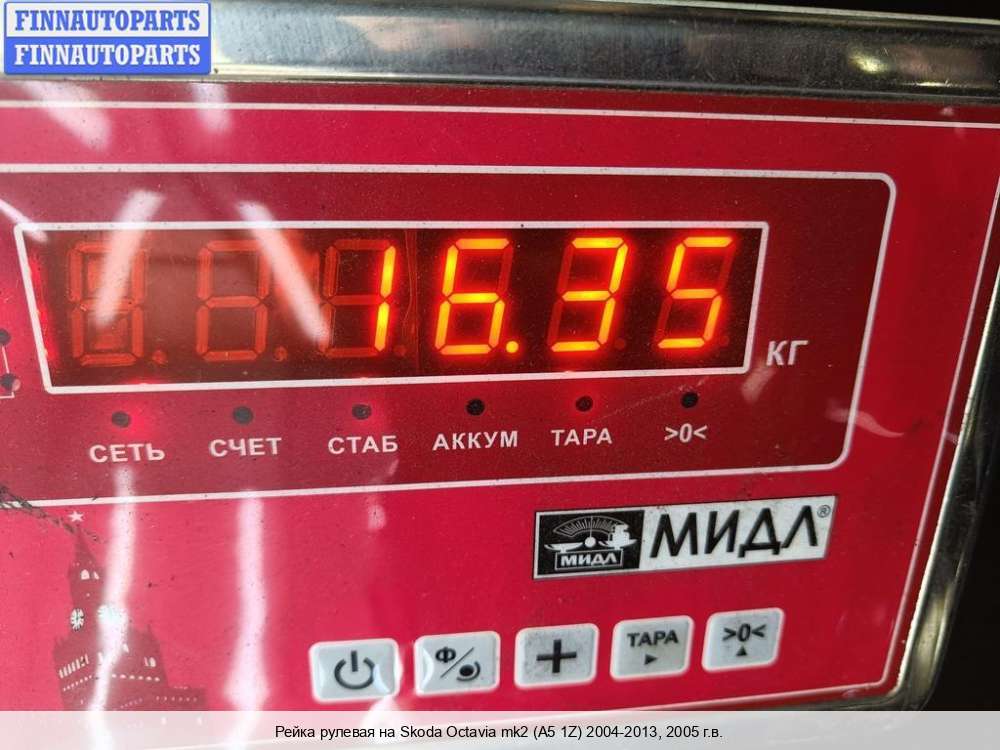 FINNAUTOPARTS
FINNAUTOPARTS
16.35
КГ
СЕТЬ СЧЕТ СТАБ АККУМ ТАРА >0<
МИДЛ МИДЛ®
Ф/ + ТАРА >0<
Рейка рулевая на Skoda Octavia mk2 (A5 1Z) 2004-2013, 2005 г.в.